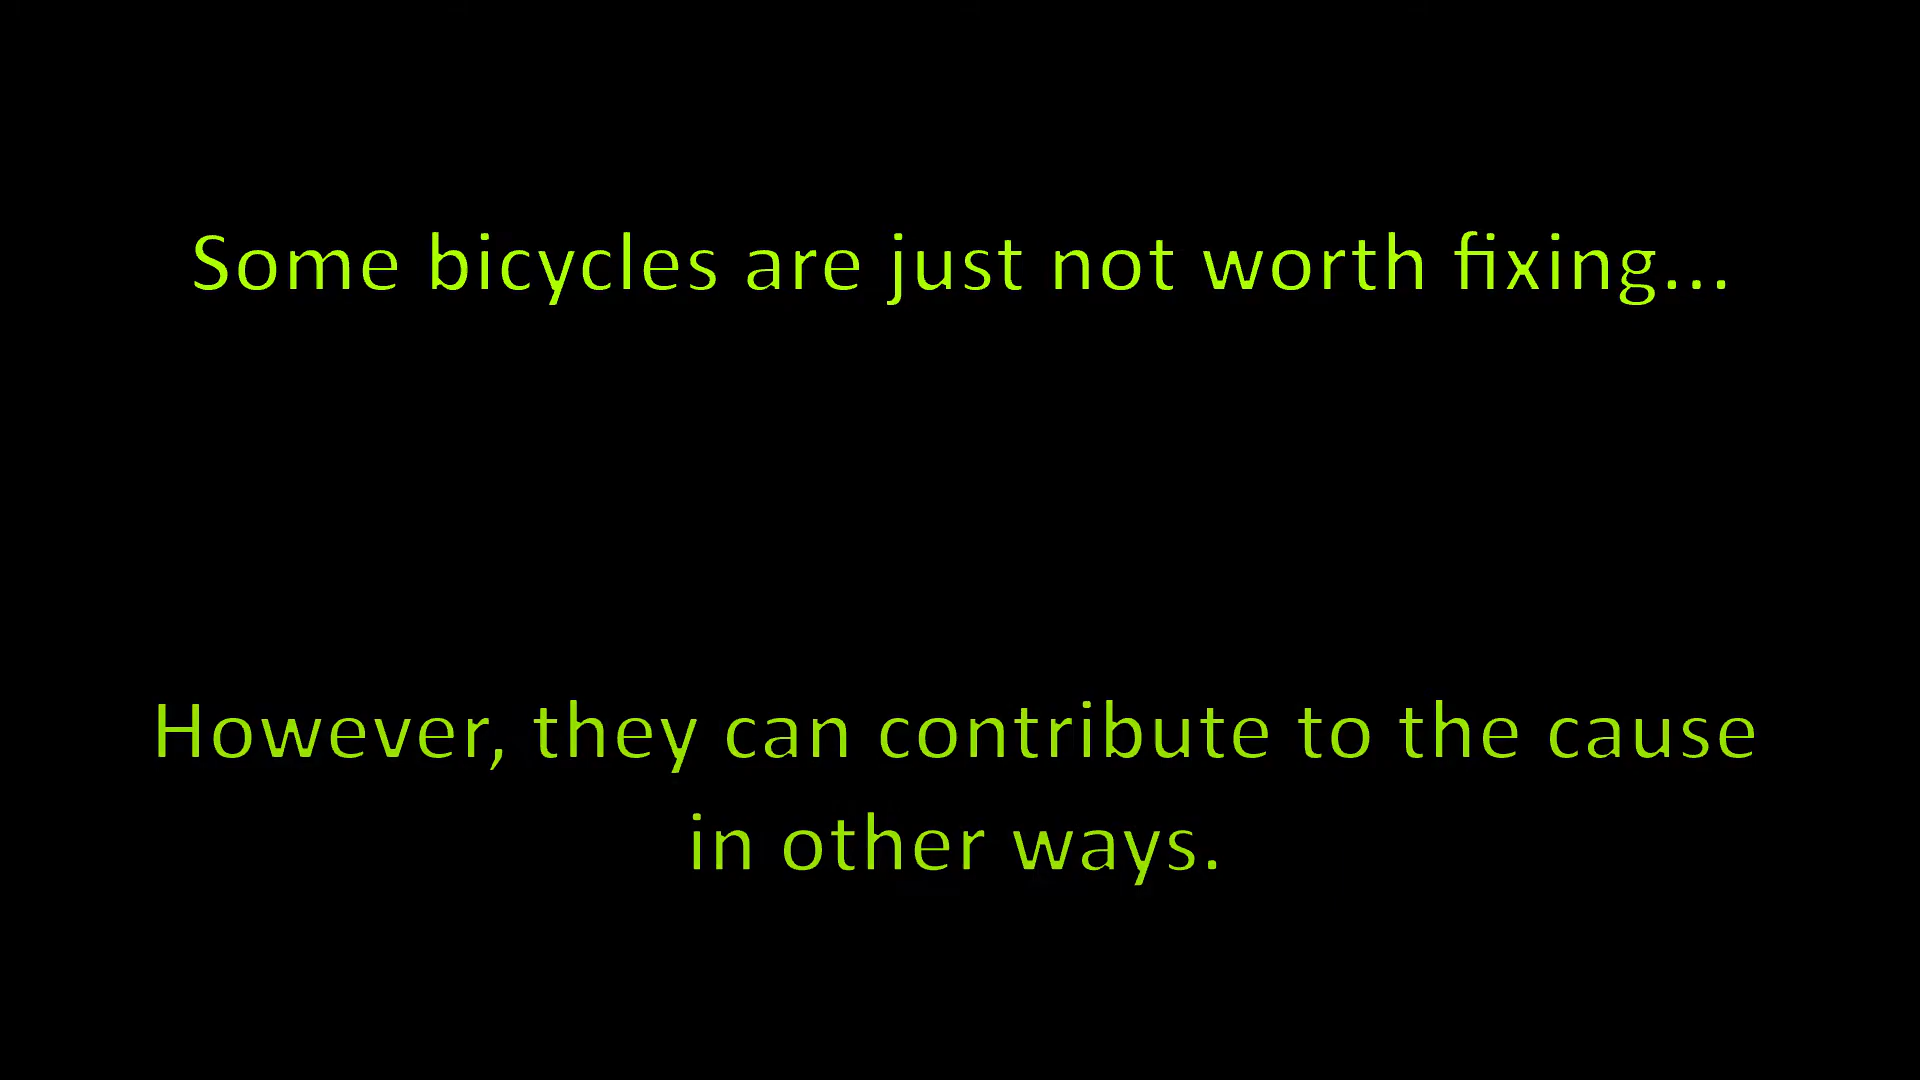 Some bicycles are just not worth fixing...
However, they can contribute to the cause
in other ways.